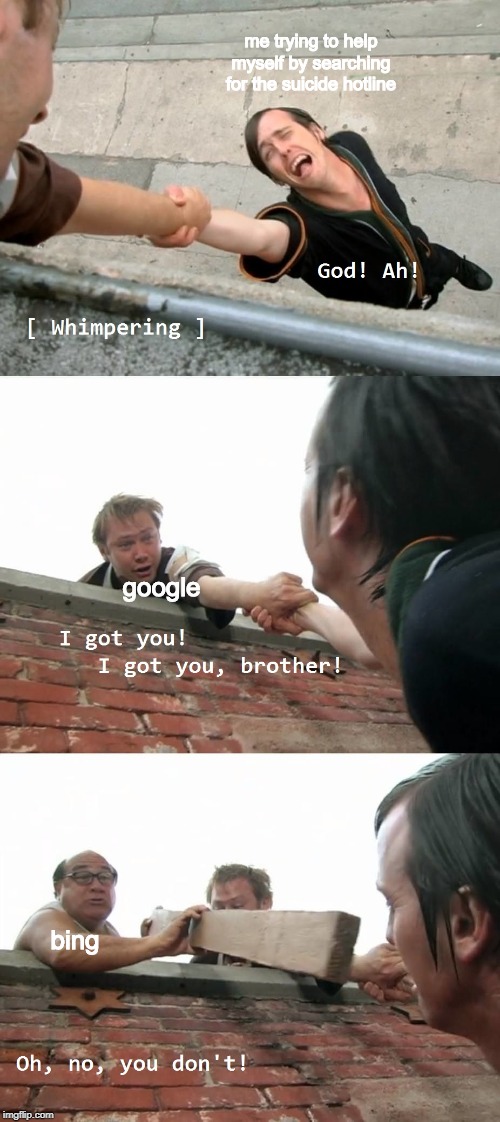 me trying to help
myself by searching
for the suicide hotline
God! Ah!
[ Whimpering ]
google
I got you!
I got you, brother!
bing
Oh, no, you don't!
imgflip.com